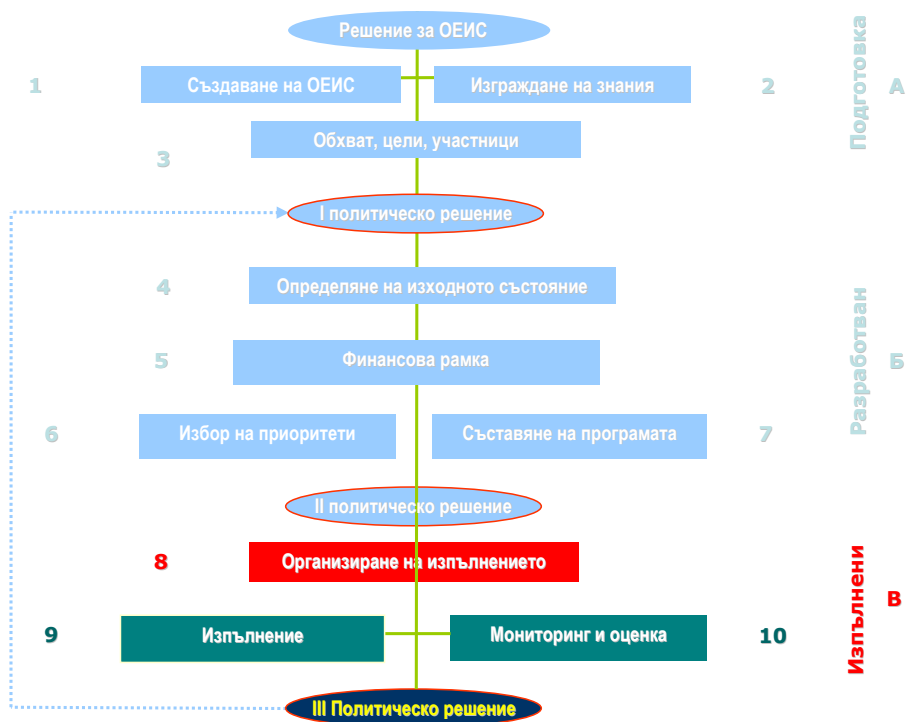 Решение за ОЕИС
1
Създаване на ОЕИС
Изграждане на знания
2
А
Подготовка
Обхват, цели, участници
3
I политическо решение
4
Определяне на изходното състояние
5
Финансова рамка
Разработван
Б
6
Избор на приоритети
Съставяне на програмата
7
II политическо решение
8
Организиране на изпълнението
Изпълнени
В
9
Изпълнение
Мониторинг и оценка
10
III Политическо решение